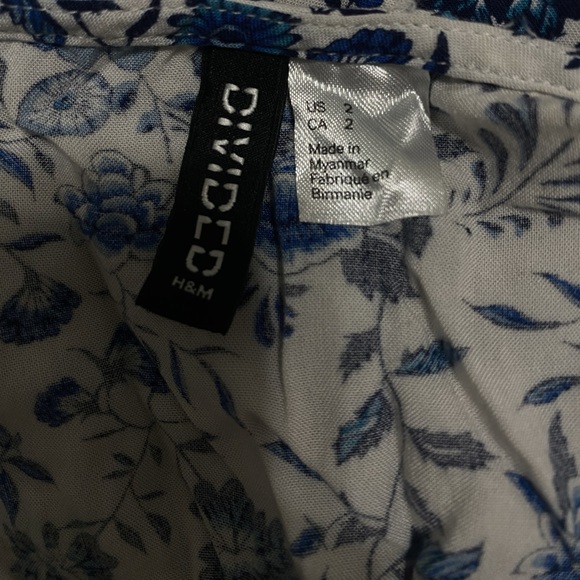 DIVIDED
H&M
US 2
CA 2
Made in
Myanmar
Fabriqué en
Birmanie